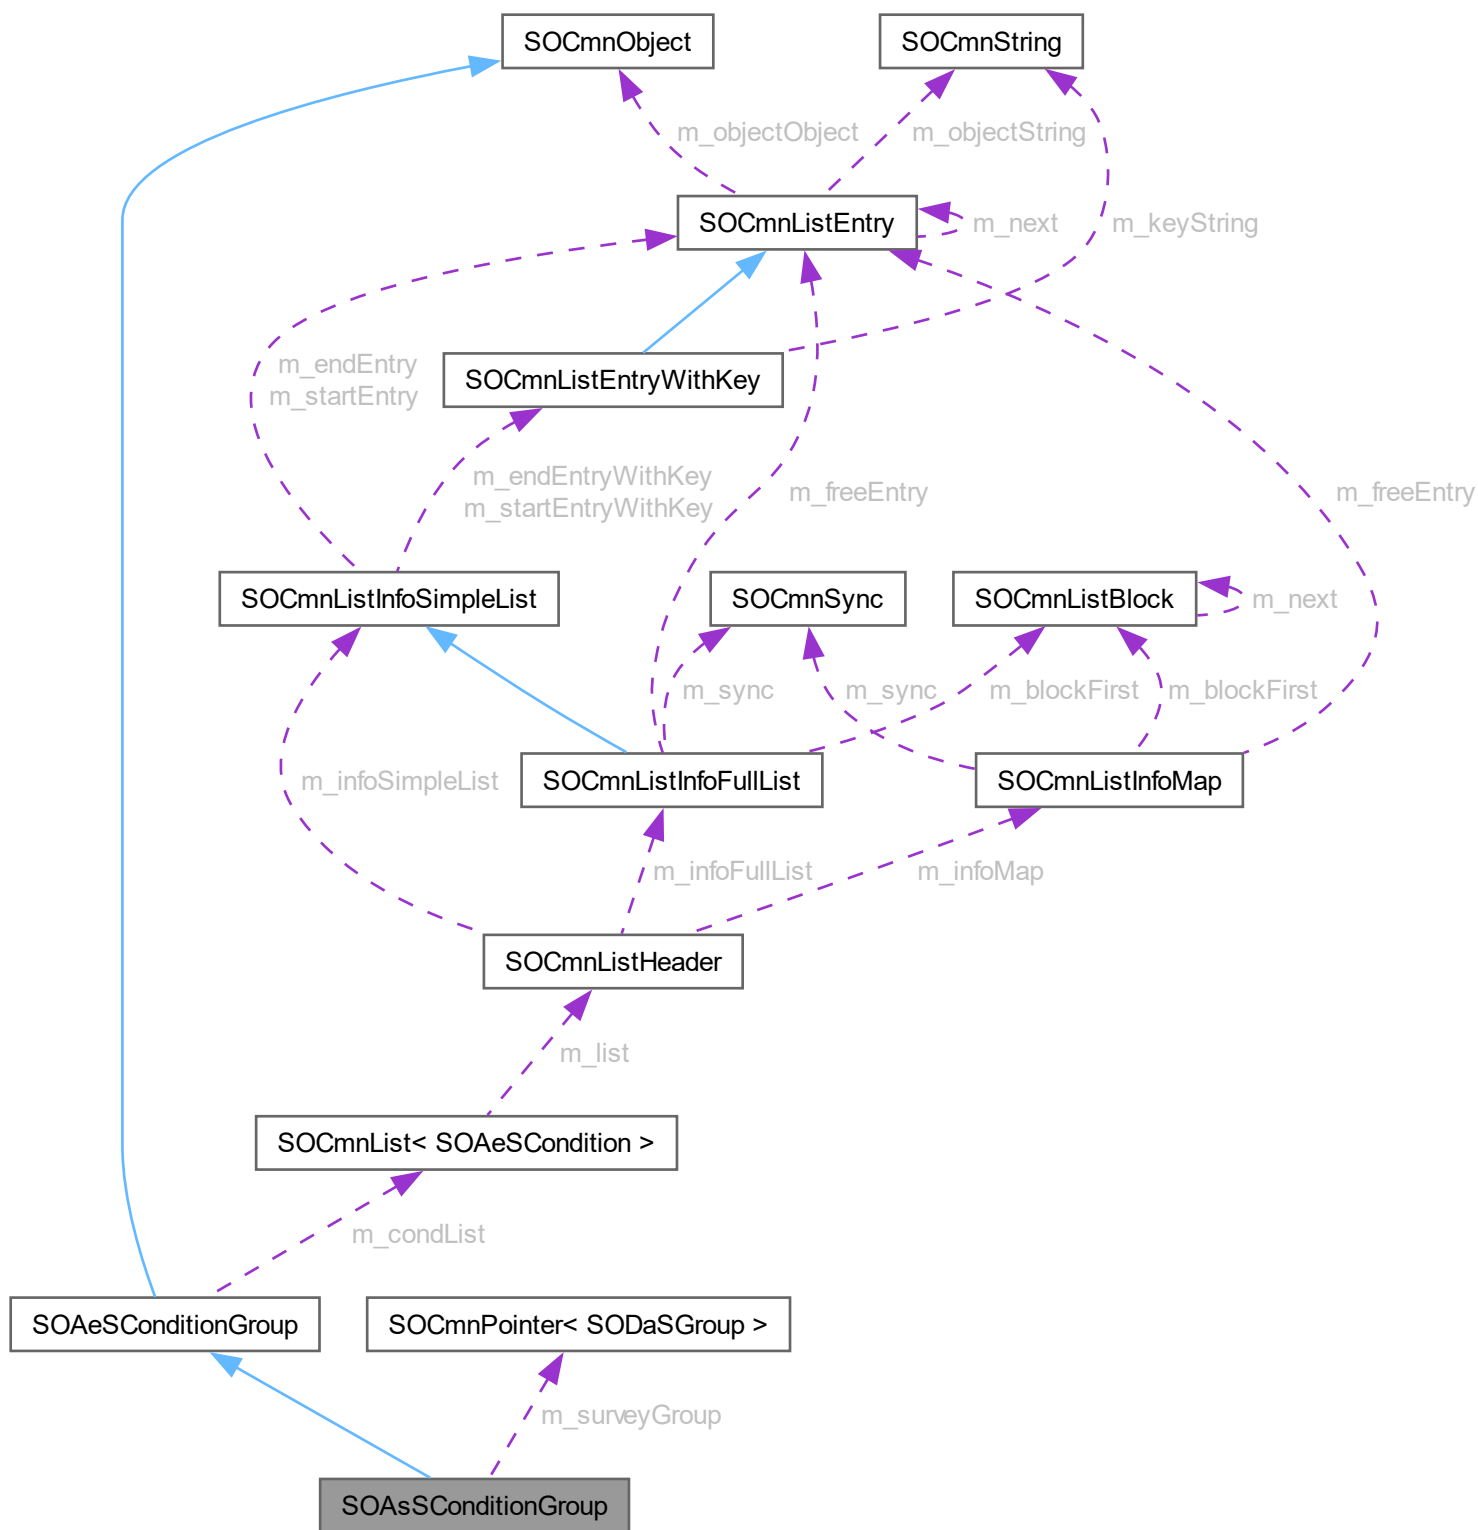 SOCmnObject
SOCmnString
m_objectObject
m_objectString
SOCmnListEntry
m_next
m_keyString
m_endEntry
m_startEntry
SOCmnListEntryWithKey
m_endEntryWithKey
m_startEntryWithKey
m_freeEntry
m_freeEntry
SOCmnListInfoSimpleList
SOCmnSync
SOCmnListBlock
m_next
m_sync
m_sync
m_blockFirst
m_blockFirst
m_infoSimpleList
SOCmnListInfoFullList
SOCmnListInfoMap
m_infoFullList
m_infoMap
SOCmnListHeader
m_list
SOCmnList< SOAeSCondition >
m_condList
SOAeSConditionGroup
SOCmnPointer< SODaSGroup >
m_surveyGroup
SOAsSConditionGroup